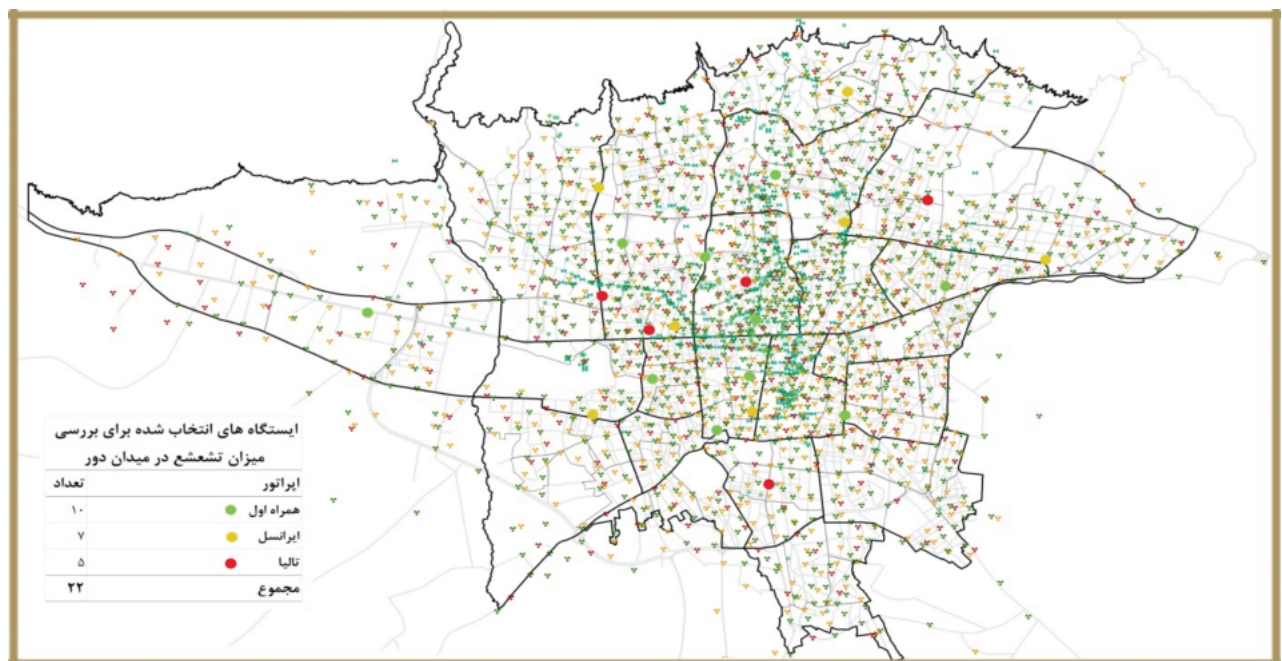 ایستگاه های انتخاب شده برای بررسی
میزان تشعشع در میدان دور
اپراتور تعداد
همراه اول ۱۰
ایرانسل ۷
تالیا ۵
مجموع ۲۲